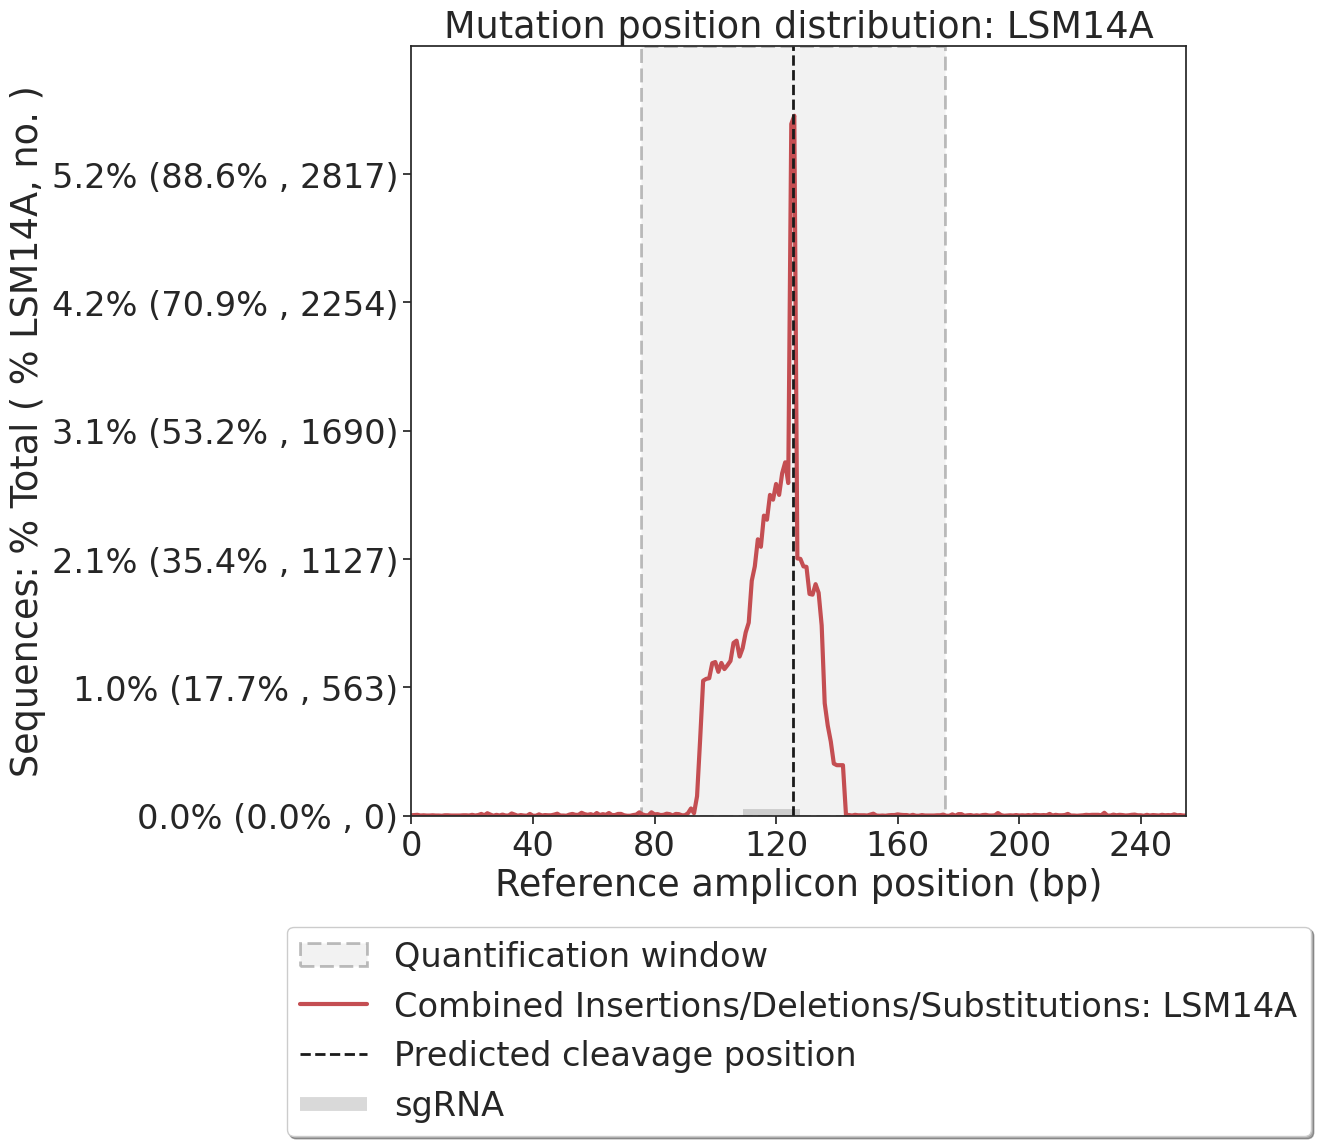 Mutation position distribution: LSM14A
Sequences: % Total ( % LSM14A, no. )
5.2% (88.6% , 2817)
4.2% (70.9% , 2254)
3.1% (53.2% , 1690)
2.1% (35.4% , 1127)
1.0% (17.7% , 563)
0.0% (0.0% , 0)
0 40 80 120 160 200 240
Reference amplicon position (bp)
Quantification window
Combined Insertions/Deletions/Substitutions: LSM14A
Predicted cleavage position
sgRNA